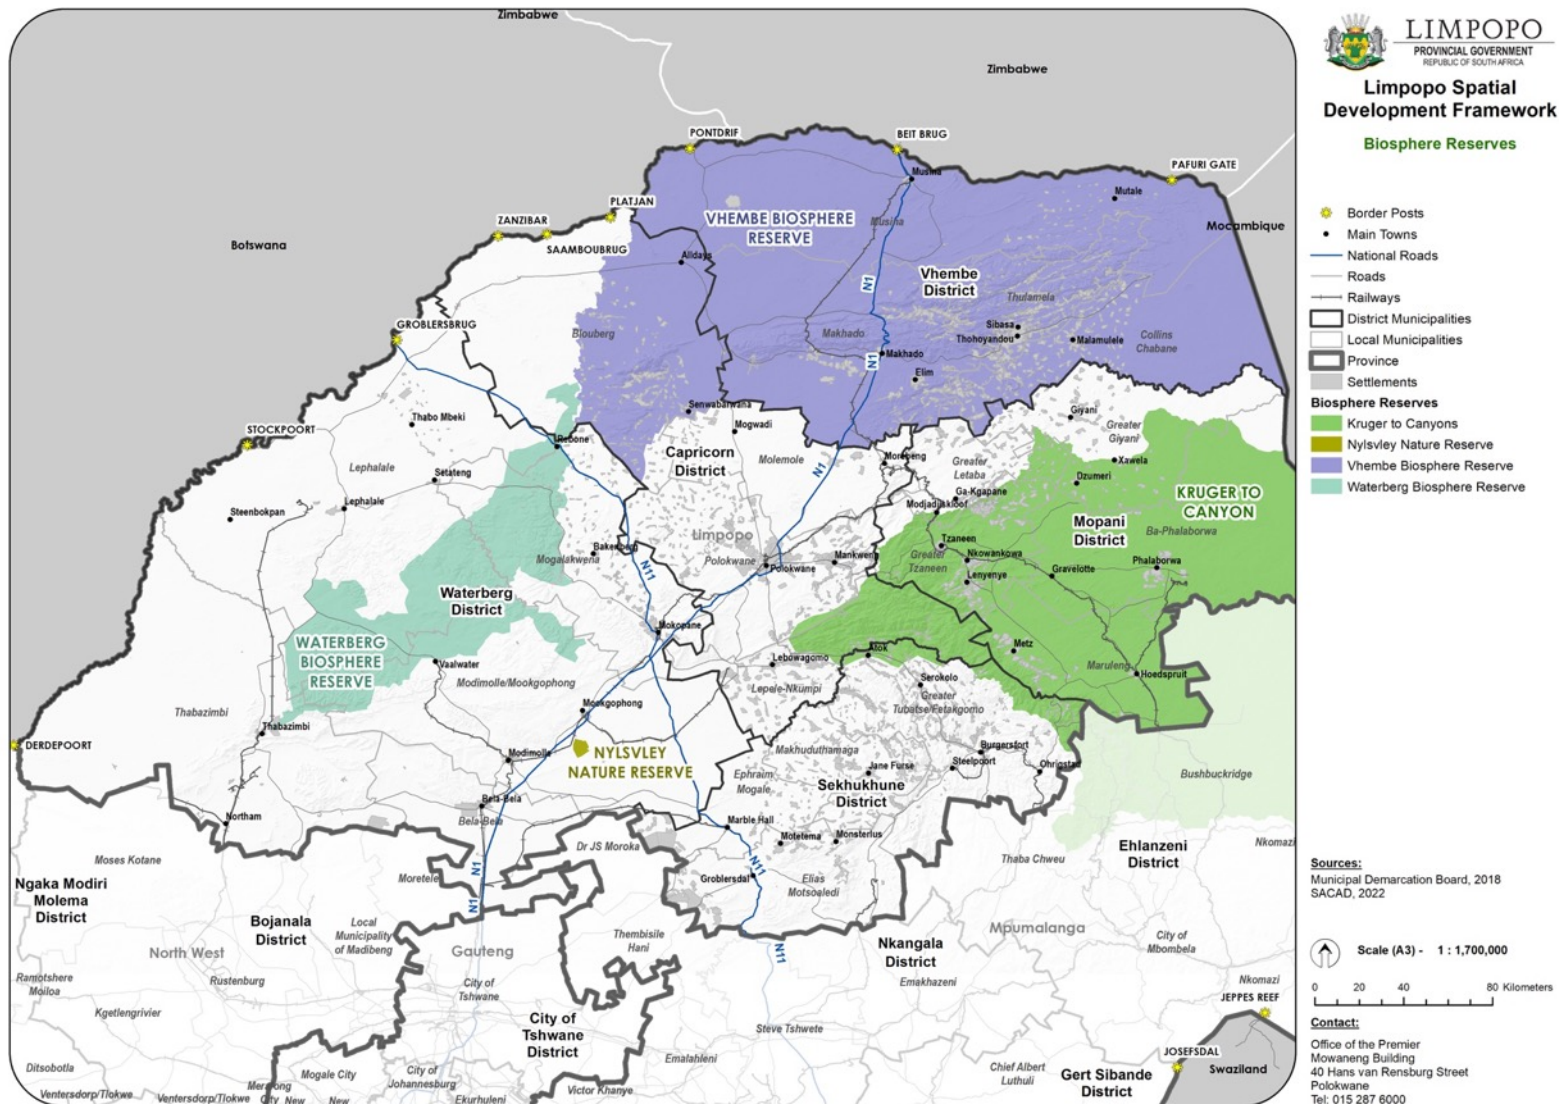 Zimbabwe
Zimbabwe
PONTDRIF
BEIT BRUG
PAFURI GATE
Musina
Mutale
PLATJAN
ZANZIBAR
VHEMBE BIOSPHERE
RESERVE
Musina
Mocambique
Botswana
SAAMBOUBRUG
Alldays
Vhembe
District
N1
Thulamela
GROBLERSBRUG
Blouberg
Makhado
Sibasa
Thohoyandou
Malamulele
Collins
Chabane
Makhado
N1
Elim
Thabo Mbeki
Senwabarwana
Mogwadi
Giyani
Greater
Giyani
STOCKPOORT
Rebone
Capricorn
District
Molemole
N1
Morebeng
Greater
Letaba
Xawela
Lephalale
Setateng
Dzumeri
Ga-Kgapane
Modjadjiskloof
KRUGER TO
CANYON
Steenbokpan
Lephalale
Mopani
District
Ba-Phalaborwa
Limpopo
Tzaneen
Bakenberg
Mogalakwena
Polokwane
Mankweng
Greater
Tzaneen
Nkowankowa
Phalaborwa
N11
Polokwane
Lenyenye
Gravelotte
Waterberg
District
Mokopane
WATERBERG
BIOSPHERE
RESERVE
Metz
Atok
Lebowagomo
Vaalwater
Maruleng
Hoedspruit
Modimolle/Mookgophong
Lepele-Nkumpi
Serokolo
Greater
Tubatse/Fetakgomo
Thabazimbi
Mookgophong
Thabazimbi
DERDEPOORT
Modimolle
NYLSVLEY
NATURE RESERVE
Makhuduthamaga
Burgersfort
Steelpoort
Ohrigstad
Jane Furse
Ephraim
Mogale
Sekhukhune
District
Bushbuckridge
Bela-Bela
Bela-Bela
Northam
Marble Hall
Motetema
Monsterlus
Dr JS Moroka
Ehlanzeni
District
Nkomazi
Moses Kotane
Moretele
N1
Thaba Chweu
N11
Groblersdal
Elias
Motsoaledi
Ngaka Modiri
Molema
District
N1
Bojanala
District
Local
Municipality
of Madibeng
Thembisile
Hani
Mpumalanga
North West
Gauteng
N11
Nkangala
District
City of
Mbombela
Ramotshere
Moiloa
Rustenburg
City of
Tshwane
Emakhazeni
Nkomazi
JEPPES REEF
Kgetlengrivier
City of
Tshwane
District
Steve Tshwete
Emalahleni
JOSEFSDAL
Ditsobotla
Mogale City
City of
Johannesburg
Chief Albert
Luthuli
Gert Sibande
District
Swaziland
Ventersdorp/Tlokwe
Ventersdorp/Tlokwe
Merafong
City
New
New
Ekurhuleni
Victor Khanye
LIMPOPO
PROVINCIAL GOVERNMENT
REPUBLIC OF SOUTH AFRICA
Limpopo Spatial
Development Framework
Biosphere Reserves
Border Posts
Main Towns
National Roads
Roads
Railways
District Municipalities
Local Municipalities
Province
Settlements
Biosphere Reserves
Kruger to Canyons
Nylsvley Nature Reserve
Vhembe Biosphere Reserve
Waterberg Biosphere Reserve
Sources:
Municipal Demarcation Board, 2018
SACAD, 2022
Scale (A3) - 1 : 1,700,000
0 20 40 80 Kilometers
Contact:
Office of the Premier
Mowaneng Building
40 Hans van Rensburg Street
Polokwane
Tel: 015 287 6000